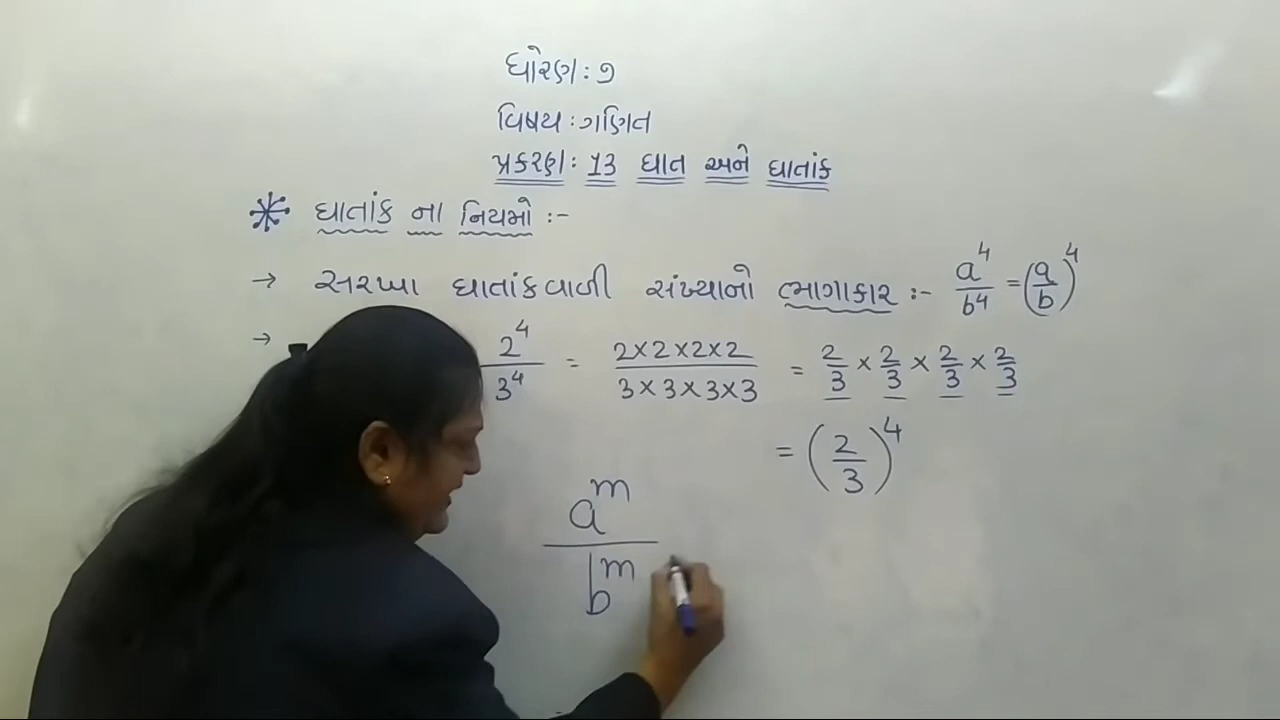 ધોરણ : ૭
વિષય : ગણિત
પ્રકરણ : 13 ઘાત અને ઘાતાંક
* ઘાતાંક ના નિયમો :-
→ સરખા ઘાતાંકવાળી સંખ્યાનો ભાગાકાર :- a⁴/b⁴ = (a/b)⁴
→ 2⁴/3⁴ = 2×2×2×2/3×3×3×3 = 2/3 × 2/3 × 2/3 × 2/3
= (2/3)⁴
aᵐ/bᵐ